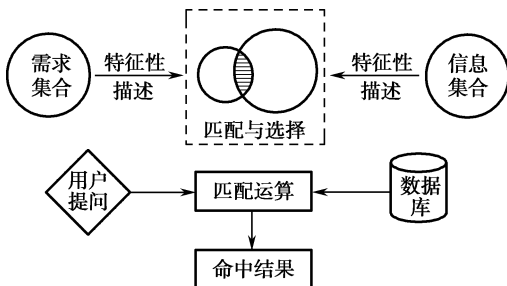 需求
集合
特征性
描述
匹配与选择
特征性
描述
信息
集合
用户
提问
匹配运算
数据
库
命中结果